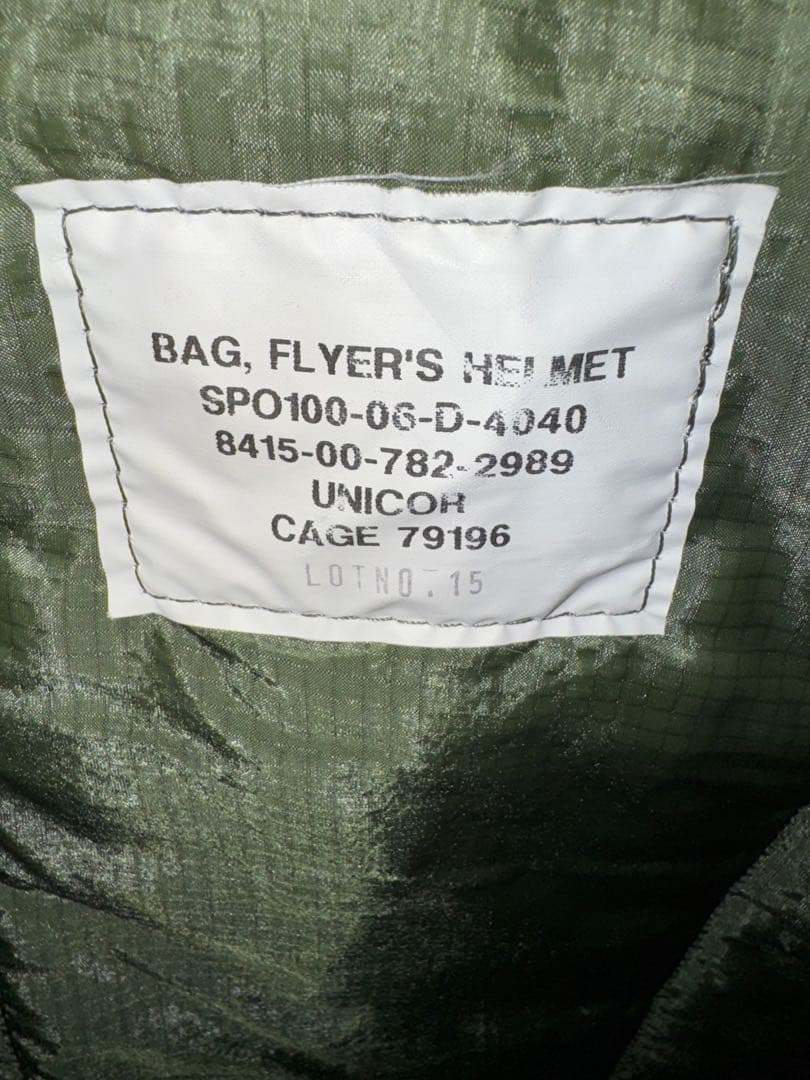 BAG, FLYER'S HELMET
SPO100-06-D-4040
8415-00-782-2989
UNICOR
CAGE 79196
LOTNO.15